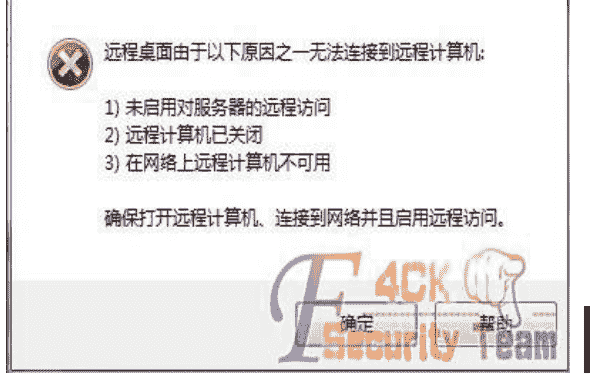 远程桌面由于以下原因之一无法连接到远程计算机:
1) 未启用对服务器的远程访问
2) 远程计算机已关闭
3) 在网络上远程计算机不可用
确保打开远程计算机、连接到网络并且启用远程访问。
F4CK
确定
帮助
Security Team